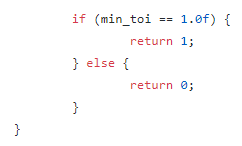 if (min_toi == 1.0f) {
return 1;
} else {
return 0;
}
}